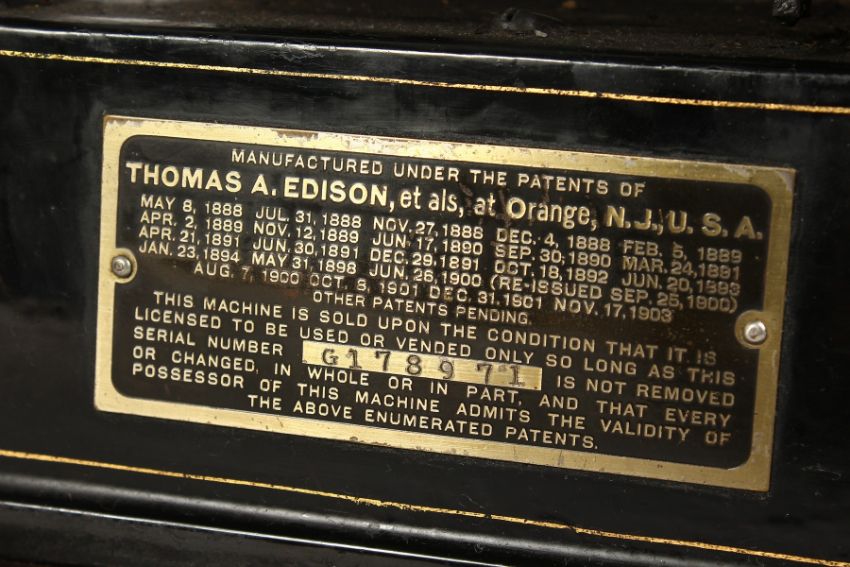 MANUFACTURED UNDER THE PATENTS OF
THOMAS A. EDISON, et als, at Orange, N.J., U. S. A.
MAY 8, 1888 JUL. 31, 1888 NOV. 27, 1888 DEC. 4, 1888 FEB. 5, 1889
APR. 2, 1889 NOV. 12, 1889 JUN. 17, 1890 SEP. 30, 1890 MAR. 24, 1891
APR. 21, 1891 JUN. 30, 1891 DEC. 29, 1891 OCT. 18, 1892 JUN. 20, 1893
JAN. 23, 1894 MAY 31, 1898 JUN. 26, 1900 (RE-ISSUED SEP. 25, 1900)
AUG. 7, 1900 OCT. 8, 1901 DEC. 31, 1901 NOV. 17, 1903
OTHER PATENTS PENDING.
THIS MACHINE IS SOLD UPON THE CONDITION THAT IT IS
LICENSED TO BE USED OR VENDED ONLY SO LONG AS THIS
SERIAL NUMBER G178971 IS NOT REMOVED
OR CHANGED, IN WHOLE OR IN PART, AND THAT EVERY
POSSESSOR OF THIS MACHINE ADMITS THE VALIDITY OF
THE ABOVE ENUMERATED PATENTS.